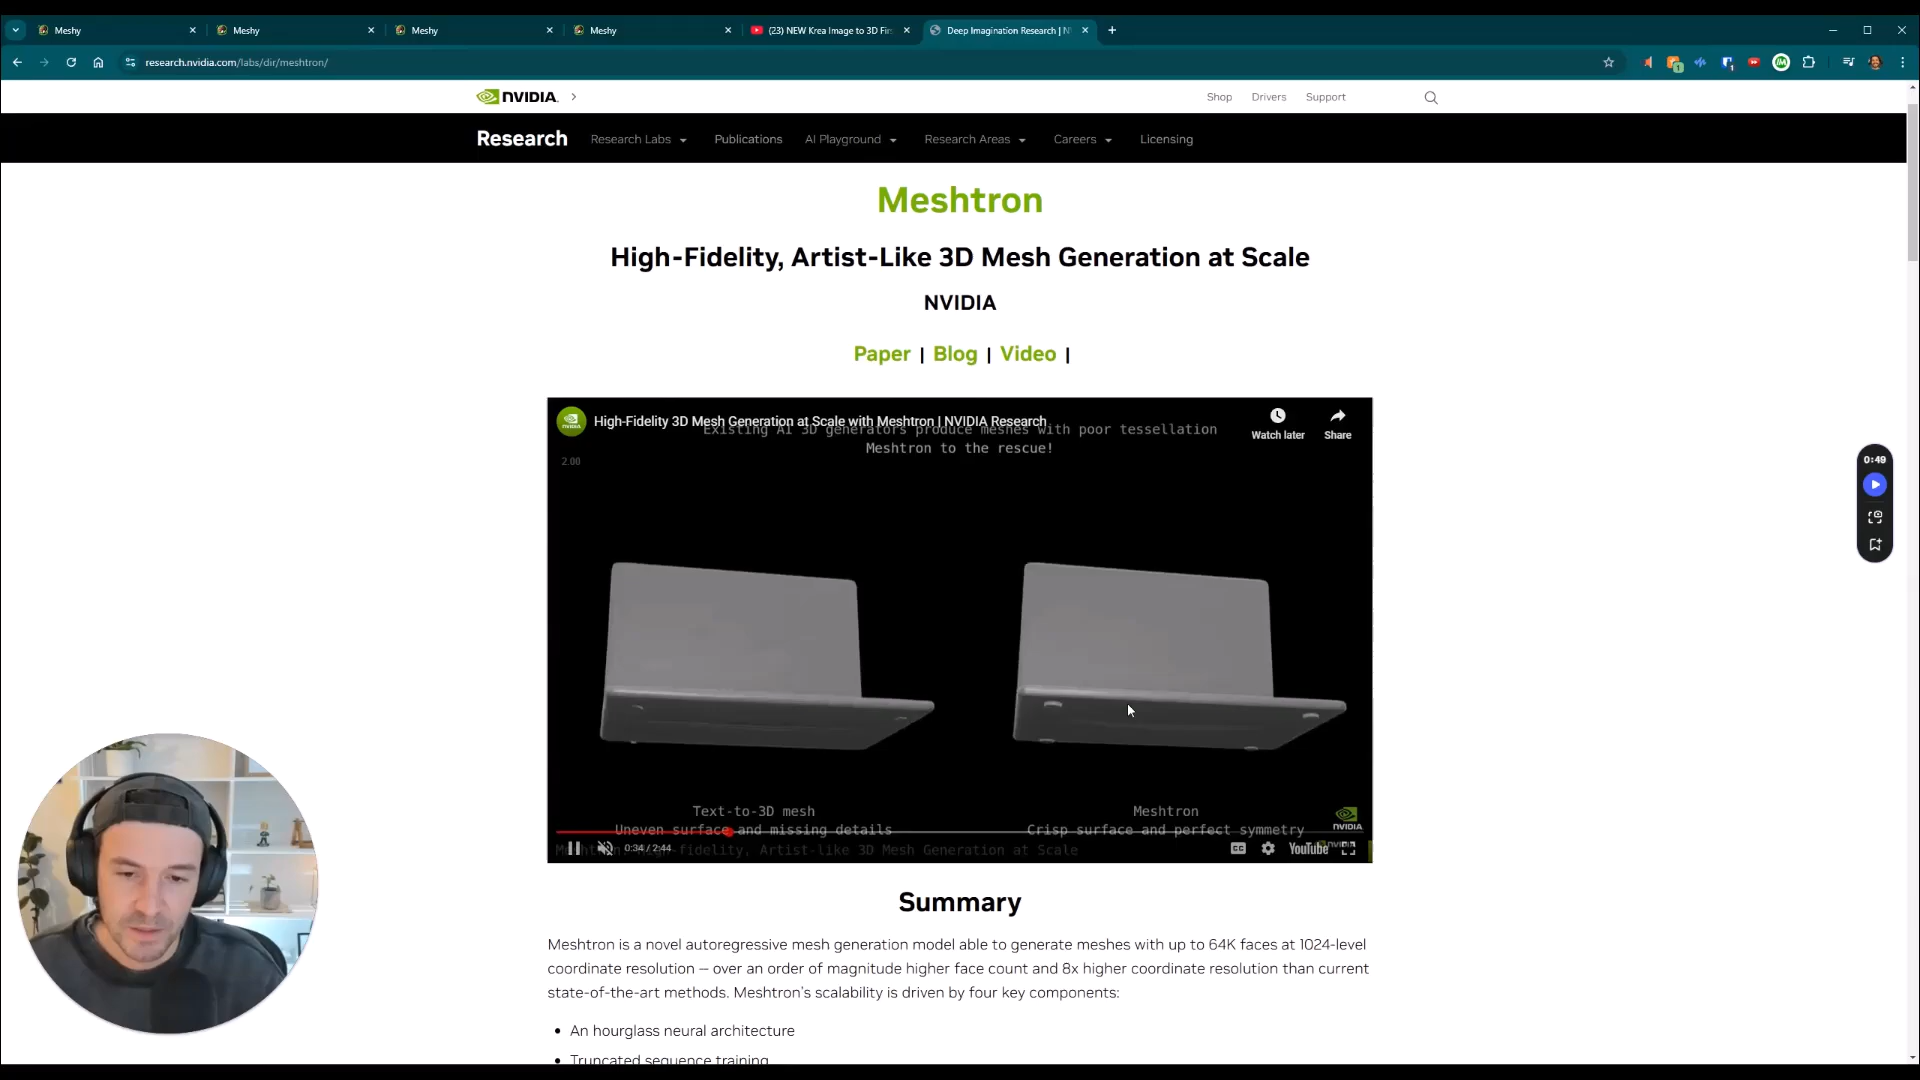 Meshy
Meshy
Meshy
Meshy
(23) NEW Krea Image to 3D Fir
Deep Imagination Research | N
research.nvidia.com/labs/dir/meshtron/
1
NVIDIA
Shop
Drivers
Support
Research
Research Labs
Publications
AI Playground
Research Areas
Careers
Licensing
Meshtron
High-Fidelity, Artist-Like 3D Mesh Generation at Scale
NVIDIA
Paper | Blog | Video |
High-Fidelity 3D Mesh Generation at Scale with Meshtron | NVIDIA Research
Existing AI 3D generators produce meshes with poor tessellation
Meshtron to the rescue!
Watch later
Share
2.00
0:49
Text-to-3D mesh
Uneven surface and missing details
Meshtron
Crisp surface and perfect symmetry
NVIDIA
0:34 / 2:44
High-fidelity, Artist-like 3D Mesh Generation at Scale
CC
YouTube
Summary
Meshtron is a novel autoregressive mesh generation model able to generate meshes with up to 64K faces at 1024-level
coordinate resolution — over an order of magnitude higher face count and 8x higher coordinate resolution than current
state-of-the-art methods. Meshtron's scalability is driven by four key components:
• An hourglass neural architecture
• Truncated sequence training